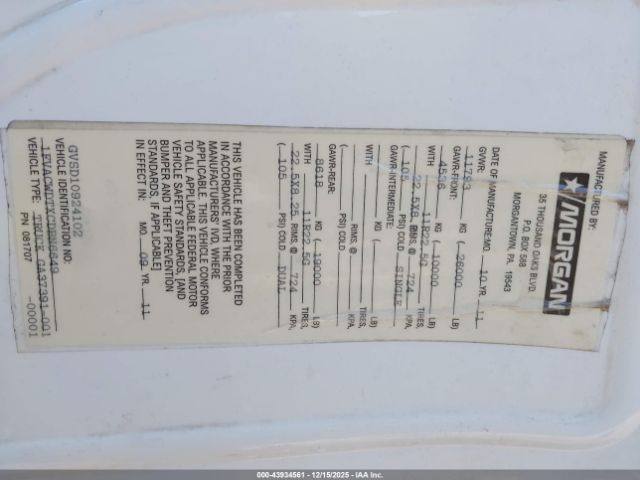 MANUFACTURED BY:
MORGAN
35 THOUSAND OAKS BLVD.
P.O. BOX 588
MORGANTOWN, PA 19543
DATE OF MANUFACTURE: MO. 10 YR. 11
GVWR:
11793 KG ( 26000 LB)
GAWR-FRONT:
4536 KG ( 10000 LB)
WITH 11R22.5G TIRES,
22.5X8.25 RIMS, @ 724 KPA,
( 105 PSI) COLD SINGLE
GAWR-INTERMEDIATE:
KG ( LB)
WITH TIRES,
RIMS, @ KPA,
( PSI) COLD
GAWR-REAR:
8618 KG ( 19000 LB)
WITH 11R22.5G TIRES,
22.5X8.25 RIMS, @ 724 KPA,
( 105 PSI) COLD DUAL
THIS VEHICLE HAS BEEN COMPLETED
IN ACCORDANCE WITH THE PRIOR
MANUFACTURERS' IVD, WHERE
APPLICABLE. THIS VEHICLE CONFORMS
TO ALL APPLICABLE FEDERAL MOTOR
VEHICLE SAFETY STANDARDS, [AND
BUMPER AND THEFT PREVENTION
STANDARDS, IF APPLICABLE]
IN EFFECT IN: MO. 09 YR. 11
GVSD10924102
VEHICLE IDENTIFICATION NO:
VEHICLE TYPE: TRUCK
-00001
PN 081707
000-43934561 - 12/15/2025 - COPYRIGHT IAA, INC.